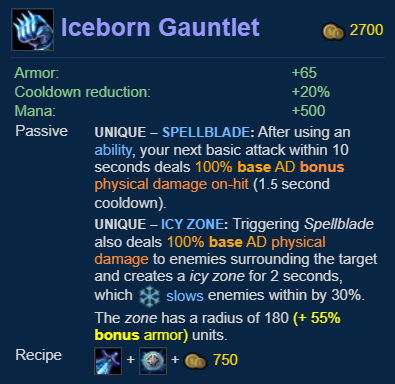 Iceborn Gauntlet 2700
Armor: +65
Cooldown reduction: +20%
Mana: +500
Passive UNIQUE – SPELLBLADE: After using an
ability, your next basic attack within 10
seconds deals 100% base AD bonus
physical damage on-hit (1.5 second
cooldown).
UNIQUE – ICY ZONE: Triggering Spellblade
also deals 100% base AD physical
damage to enemies surrounding the target
and creates a icy zone for 2 seconds,
which slows enemies within by 30%.
The zone has a radius of 180 (+ 55%
bonus armor) units.
Recipe + + 750